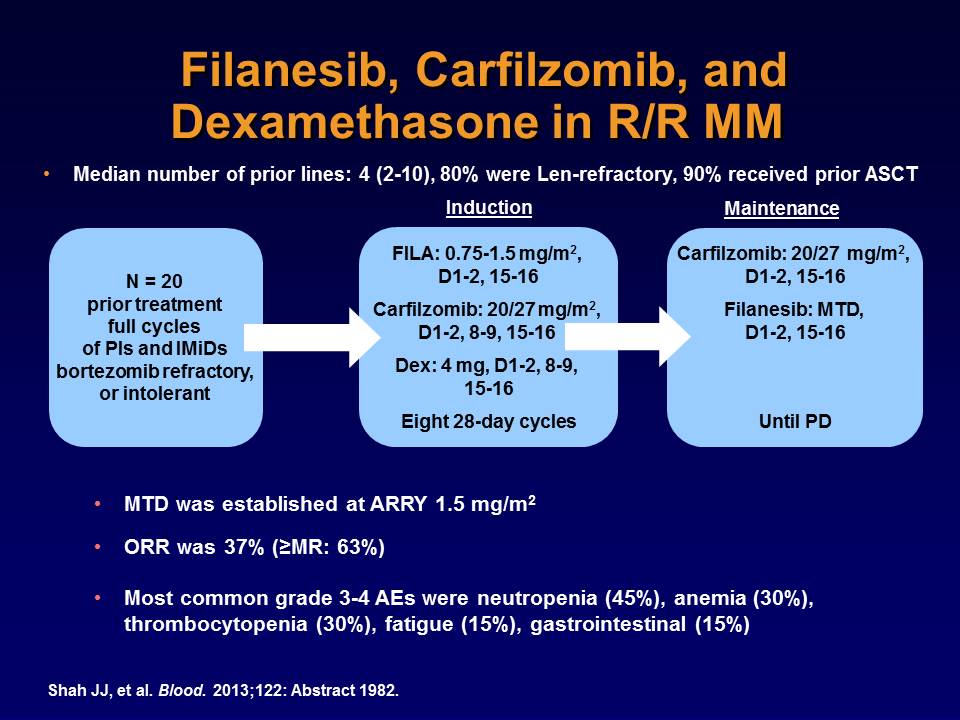 Filanesib, Carfilzomib, and
Dexamethasone in R/R MM
• Median number of prior lines: 4 (2-10), 80% were Len-refractory, 90% received prior ASCT
N = 20
prior treatment
full cycles
of PIs and IMiDs
bortezomib refractory,
or intolerant
Induction
FILA: 0.75-1.5 mg/m²,
D1-2, 15-16
Carfilzomib: 20/27 mg/m²,
D1-2, 8-9, 15-16
Dex: 4 mg, D1-2, 8-9,
15-16
Eight 28-day cycles
Maintenance
Carfilzomib: 20/27 mg/m²,
D1-2, 15-16
Filanesib: MTD,
D1-2, 15-16
Until PD
• MTD was established at ARRY 1.5 mg/m²
• ORR was 37% (≥MR: 63%)
• Most common grade 3-4 AEs were neutropenia (45%), anemia (30%),
thrombocytopenia (30%), fatigue (15%), gastrointestinal (15%)
Shah JJ, et al. Blood. 2013;122: Abstract 1982.